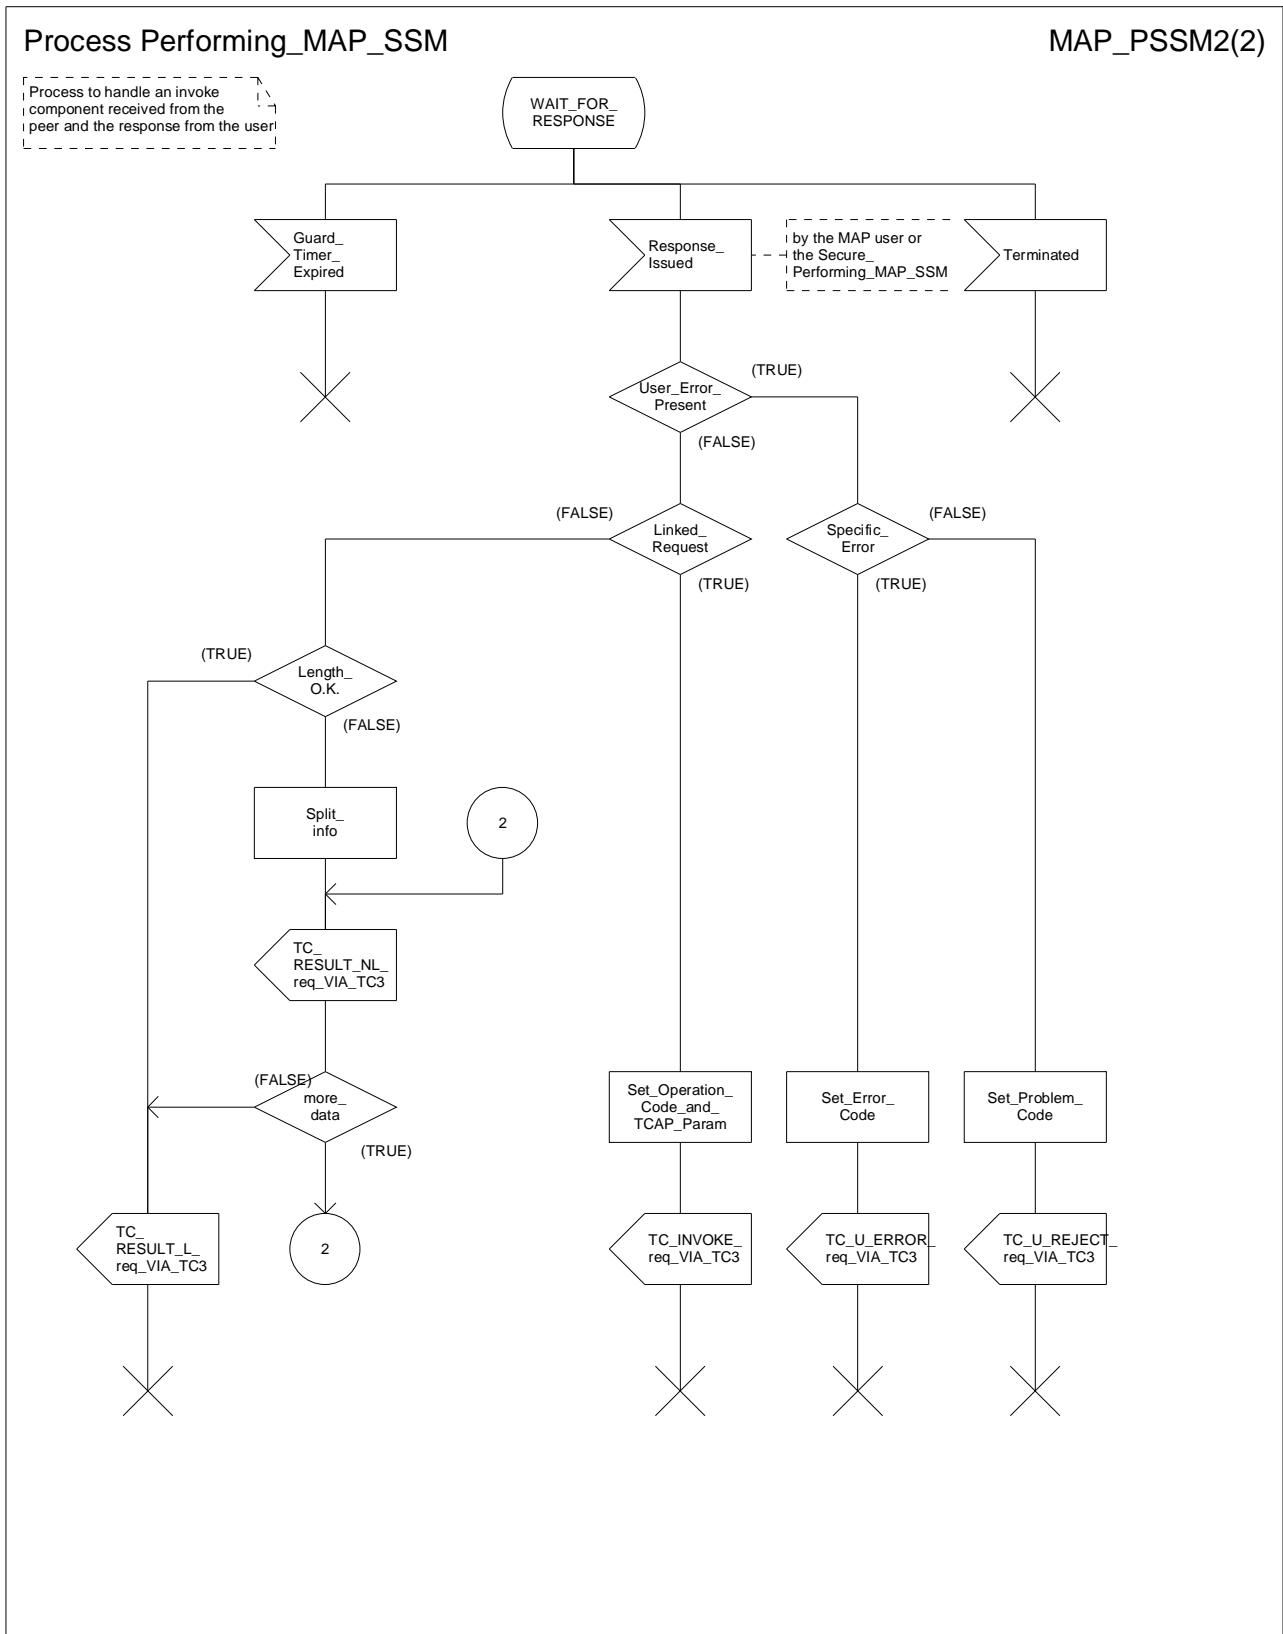 Process Performing_MAP_SSM
MAP_PSSM2(2)
Process to handle an invoke
component received from the
peer and the response from the user
WAIT_FOR_
RESPONSE
Guard_
Timer_
Expired
Response_
Issued
by the MAP user or
the Secure_
Performing_MAP_SSM
Terminated
(TRUE)
User_Error_
Present
(FALSE)
(FALSE)
Linked_
Request
(TRUE)
Specific_
Error
(FALSE)
(TRUE)
(TRUE)
Length_
O.K.
(FALSE)
Split_
info
2
TC_
RESULT_NL_
req_VIA_TC3
(FALSE)
more_
data
(TRUE)
Set_Operation_
Code_and_
TCAP_Param
Set_Error_
Code
Set_Problem_
Code
TC_
RESULT_L_
req_VIA_TC3
2
TC_INVOKE_
req_VIA_TC3
TC_U_ERROR_
req_VIA_TC3
TC_U_REJECT_
req_VIA_TC3